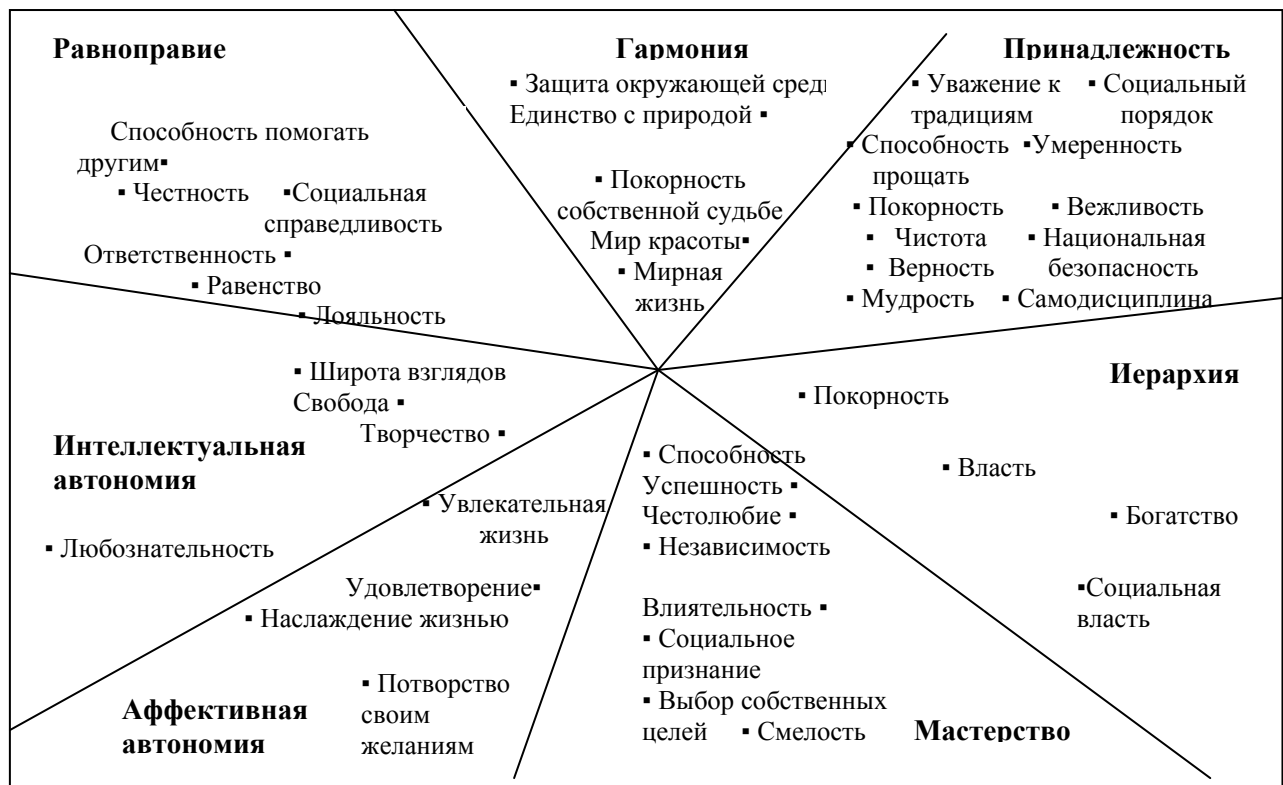 Равноправие
Способность помогать
другим▪
▪ Честность ▪Социальная
справедливость
Ответственность ▪
▪ Равенство
▪ Лояльность
Гармония
▪ Защита окружающей сред
Единство с природой ▪
▪ Покорность
собственной судьбе
Мир красоты▪
▪ Мирная
жизнь
Принадлежность
▪ Уважение к ▪ Социальный
традициям порядок
▪ Способность ▪Умеренность
прощать
▪ Покорность ▪ Вежливость
▪ Чистота ▪ Национальная
▪ Верность безопасность
▪ Мудрость ▪ Самодисциплина
Иерархия
▪ Покорность
▪ Власть
▪ Богатство
▪Социальная
власть
▪ Широта взглядов
Свобода ▪
Творчество ▪
Интеллектуальная
автономия
▪ Любознательность
▪ Увлекательная
жизнь
Удовлетворение▪
▪ Наслаждение жизнью
▪ Потворство
своим
желаниям
Аффективная
автономия
▪ Способность
Успешность ▪
Честолюбие ▪
▪ Независимость
Влиятельность ▪
▪ Социальное
признание
▪ Выбор собственных
целей ▪ Смелость
Мастерство